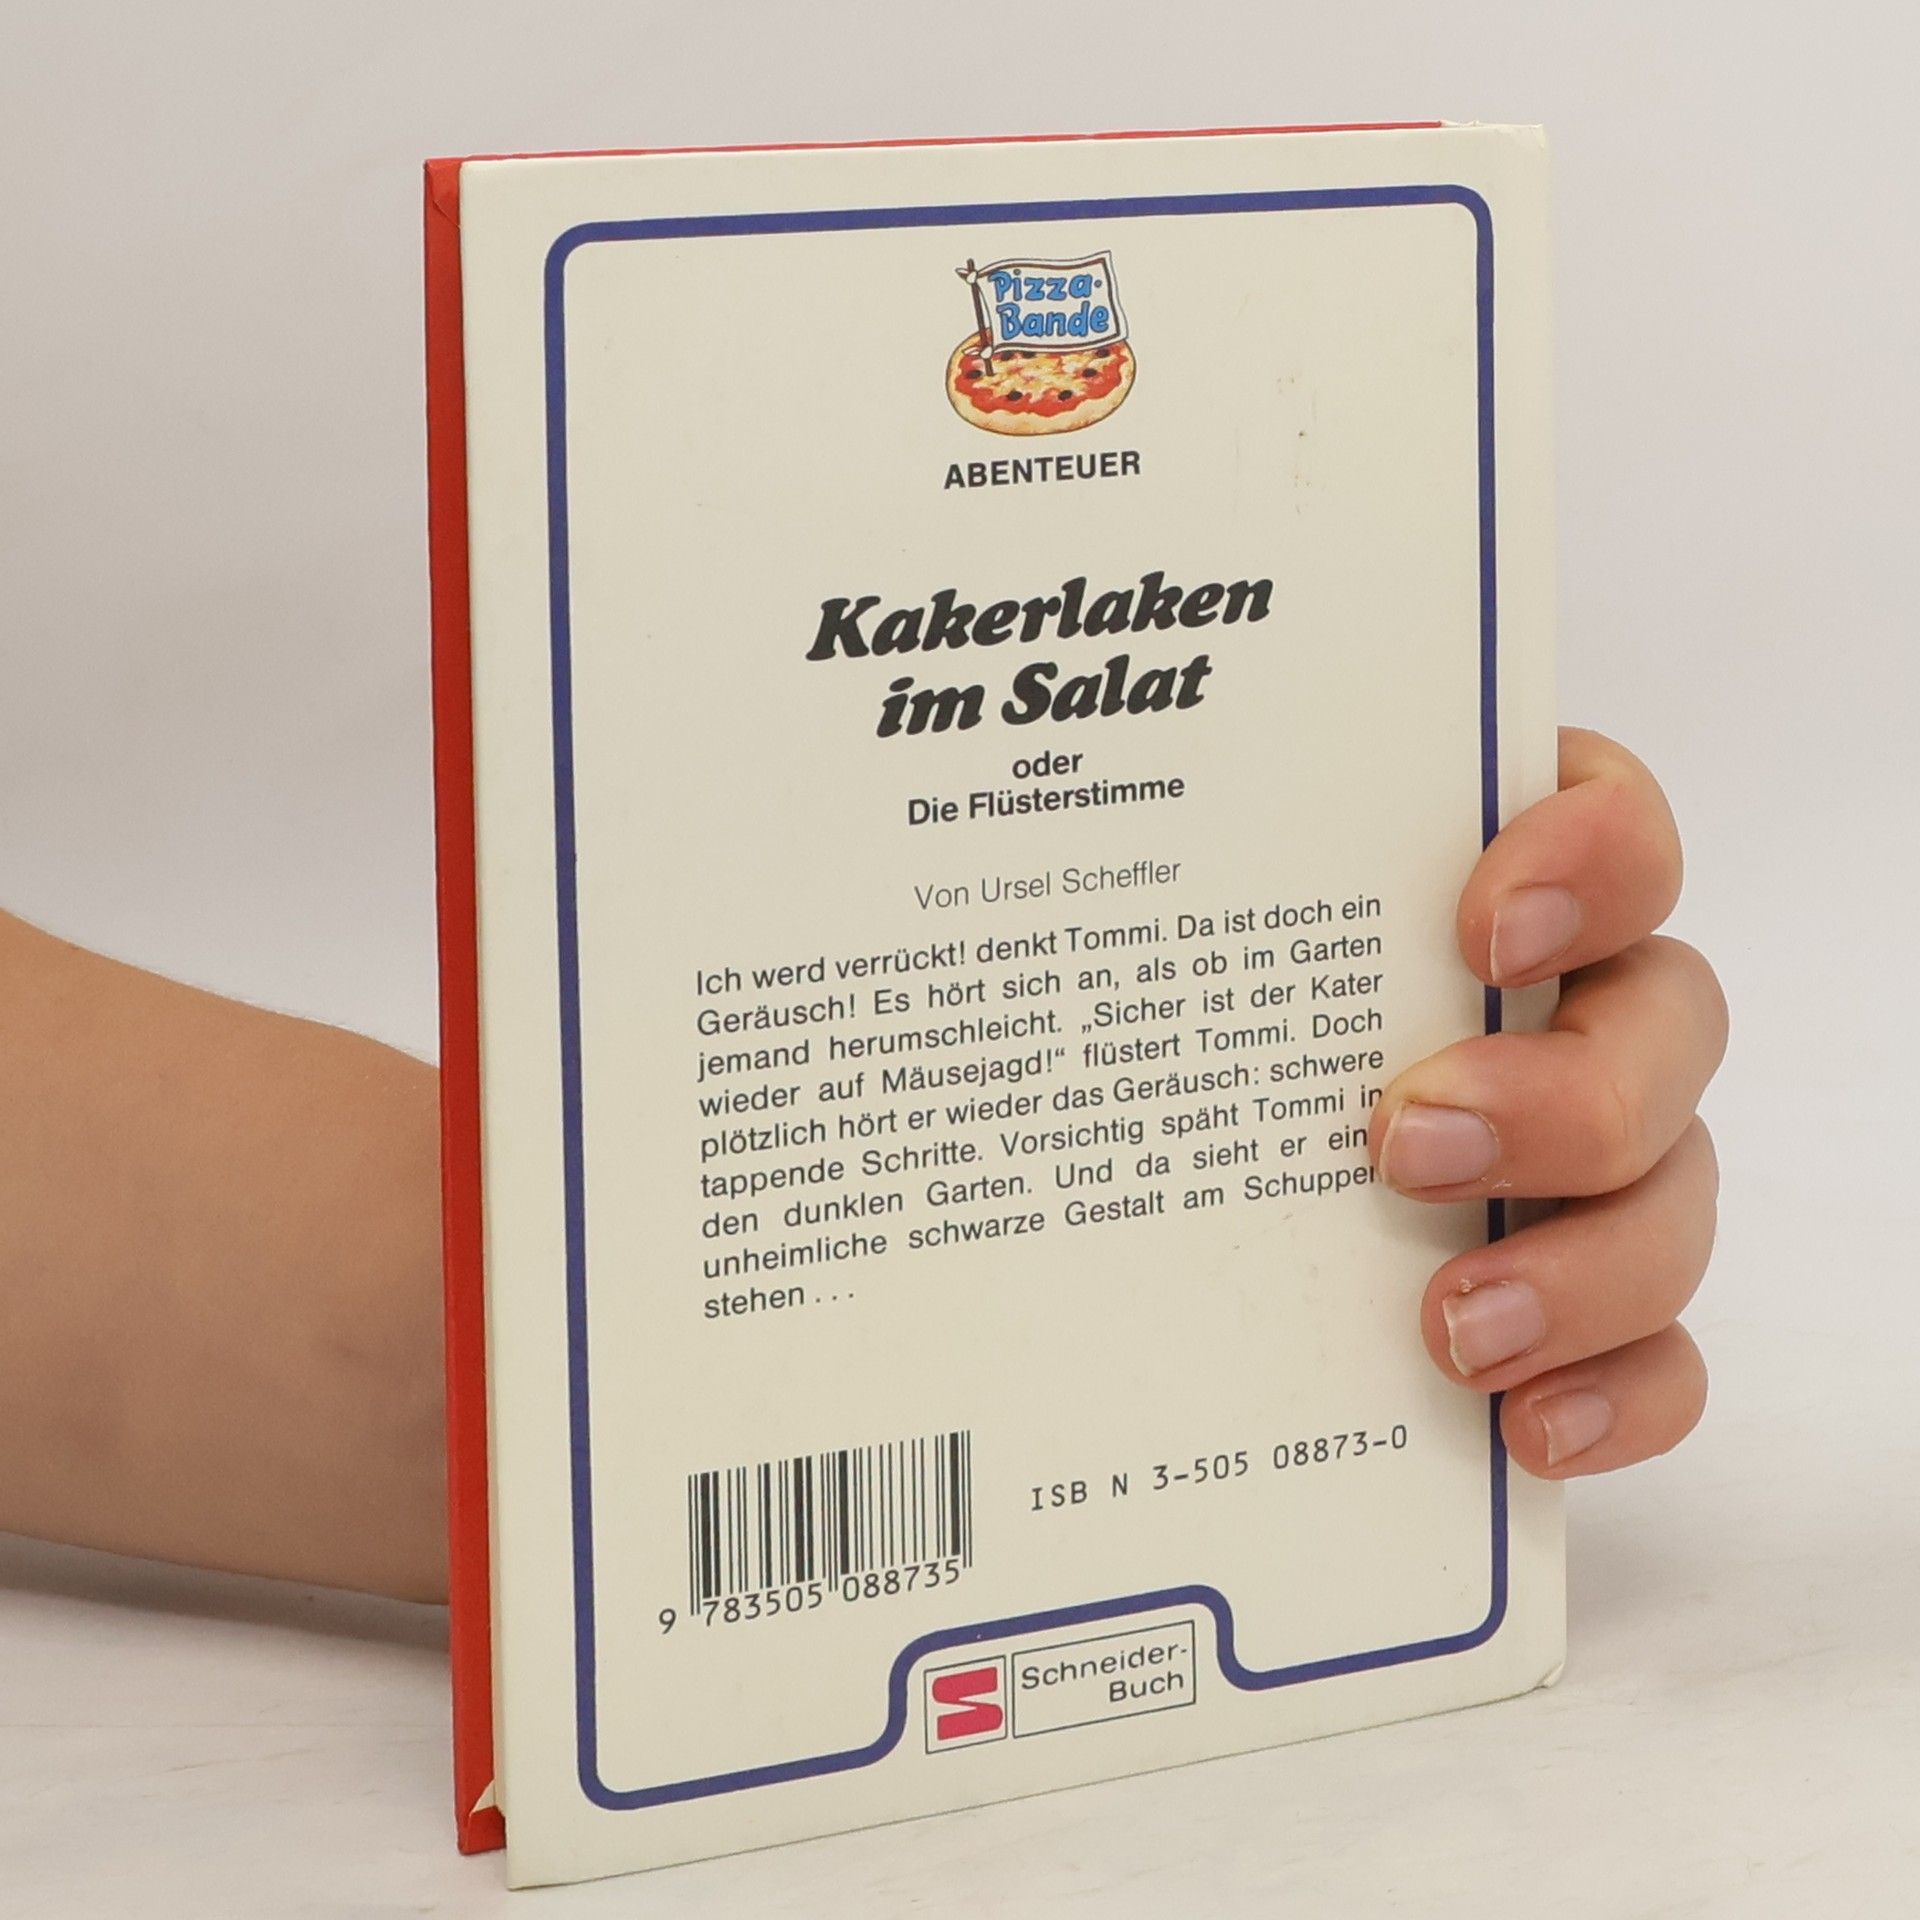 Pizza-
Bande
ABENTEUER
Kakerlaken
im Salat
oder
Die Flüsterstimme
Von Ursel Scheffler
Ich werd verrückt! denkt Tommi. Da ist doch ein
Geräusch! Es hört sich an, als ob im Garten
jemand herumschleicht. „Sicher ist der Kater
wieder auf Mäusejagd!“ flüstert Tommi. Doch
plötzlich hört er wieder das Geräusch: schwere
tappende Schritte. Vorsichtig späht Tommi in
den dunklen Garten. Und da sieht er ein
unheimliche schwarze Gestalt am Schuppen
stehen . . .
ISB N 3-505 08873-0
9 783505 088735
Schneider-
Buch